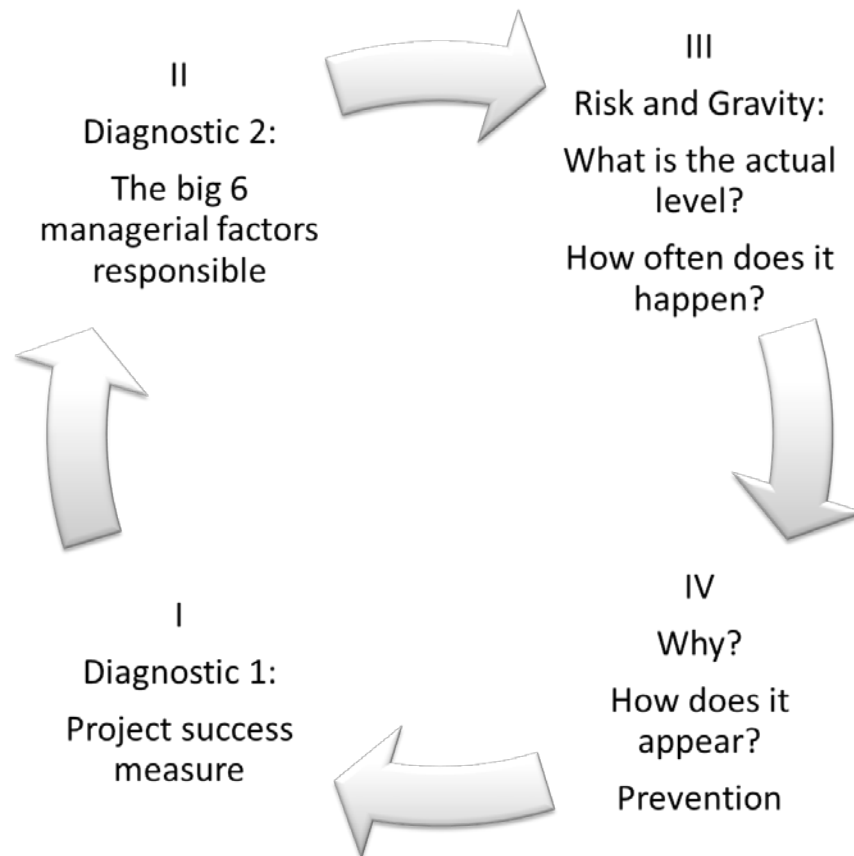 II
Diagnostic 2:
The big 6
managerial factors
responsible
III
Risk and Gravity:
What is the actual
level?
How often does it
happen?
I
Diagnostic 1:
Project success
measure
IV
Why?
How does it
appear?
Prevention